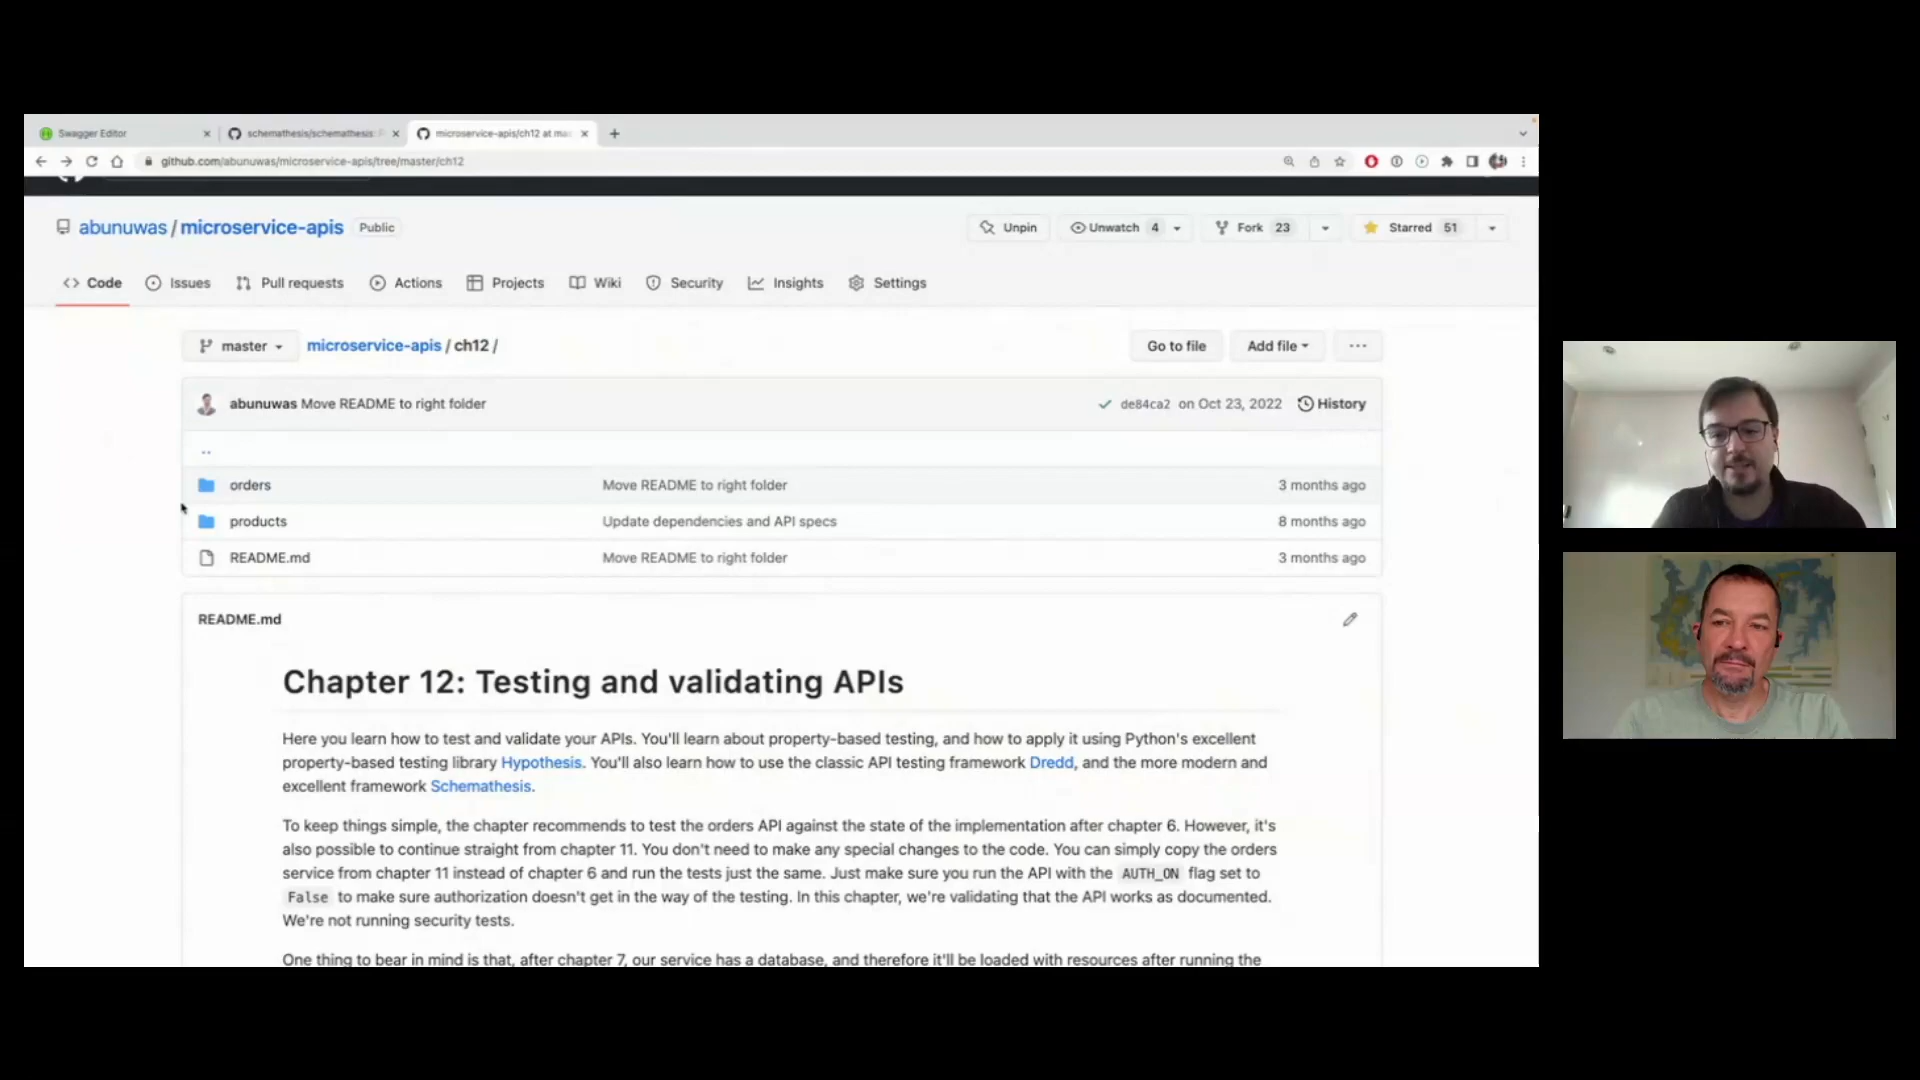 Swagger Editor
schemathesis/schemathesis: P
microservice-apis/ch12 at mas
github.com/abunuwas/microservice-apis/tree/master/ch12
abunuwas / microservice-apis Public
Unpin Unwatch 4 Fork 23 Starred 51
Code Issues Pull requests Actions Projects Wiki Security Insights Settings
master microservice-apis / ch12 / Go to file Add file ...
abunuwas Move README to right folder de84ca2 on Oct 23, 2022 History
..
orders Move README to right folder 3 months ago
products Update dependencies and API specs 8 months ago
README.md Move README to right folder 3 months ago
README.md
Chapter 12: Testing and validating APIs
Here you learn how to test and validate your APIs. You'll learn about property-based testing, and how to apply it using Python's excellent
property-based testing library Hypothesis. You'll also learn how to use the classic API testing framework Dredd, and the more modern and
excellent framework Schemathesis.
To keep things simple, the chapter recommends to test the orders API against the state of the implementation after chapter 6. However, it's
also possible to continue straight from chapter 11. You don't need to make any special changes to the code. You can simply copy the orders
service from chapter 11 instead of chapter 6 and run the tests just the same. Just make sure you run the API with the AUTH_ON flag set to
False to make sure authorization doesn't get in the way of the testing. In this chapter, we're validating that the API works as documented.
We're not running security tests.
One thing to bear in mind is that, after chapter 7, our service has a database, and therefore it'll be loaded with resources after running the